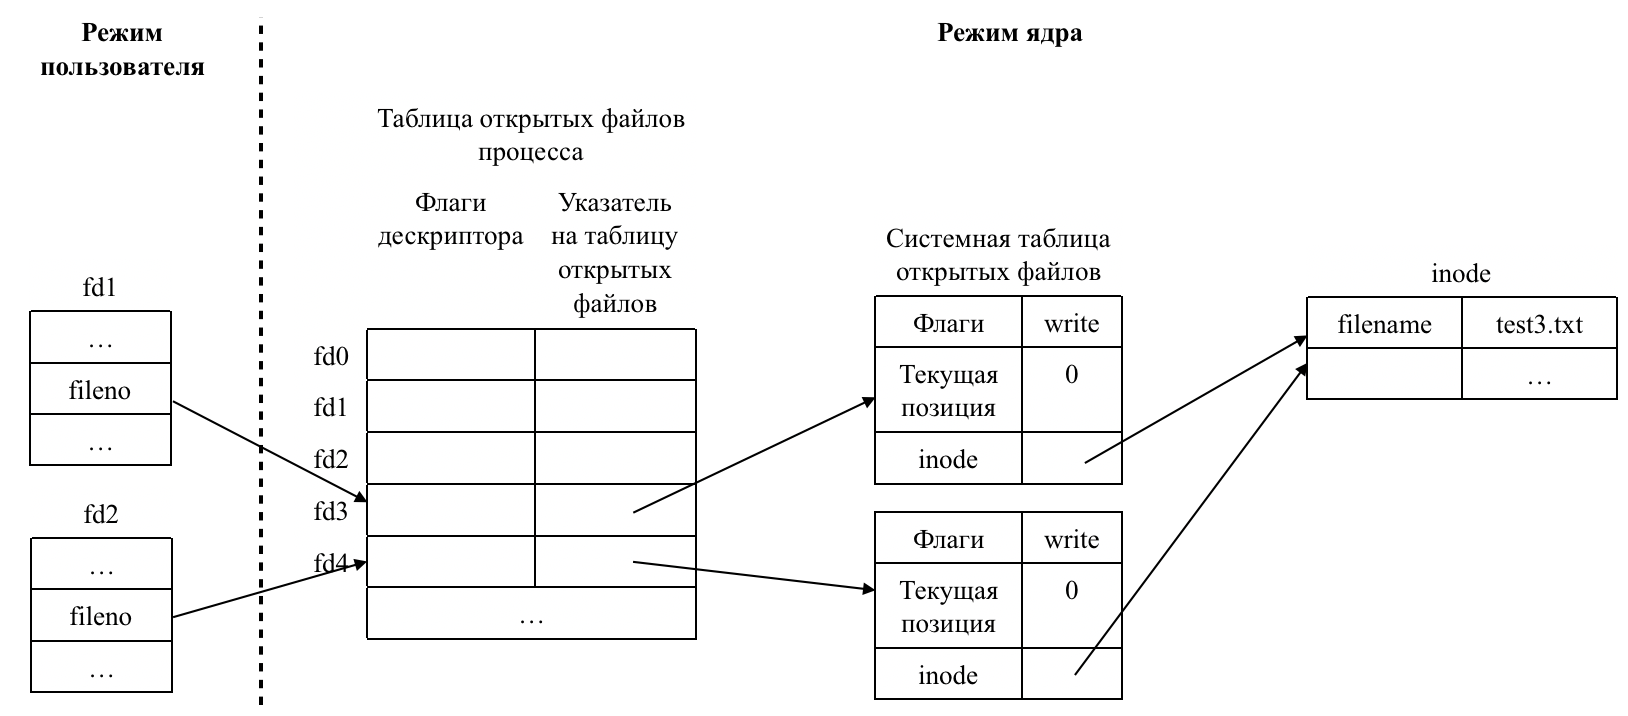 Режим
пользователя
Режим ядра
Таблица открытых файлов
процесса
Флаги
дескриптора
Указатель
на таблицу
открытых
файлов
Системная таблица
открытых файлов
inode
fd1
…
fileno
…
fd2
…
fileno
…
fd0
fd1
fd2
fd3
fd4
…
Флаги write
Текущая 0
позиция
inode
Флаги write
Текущая 0
позиция
inode
filename test3.txt
…